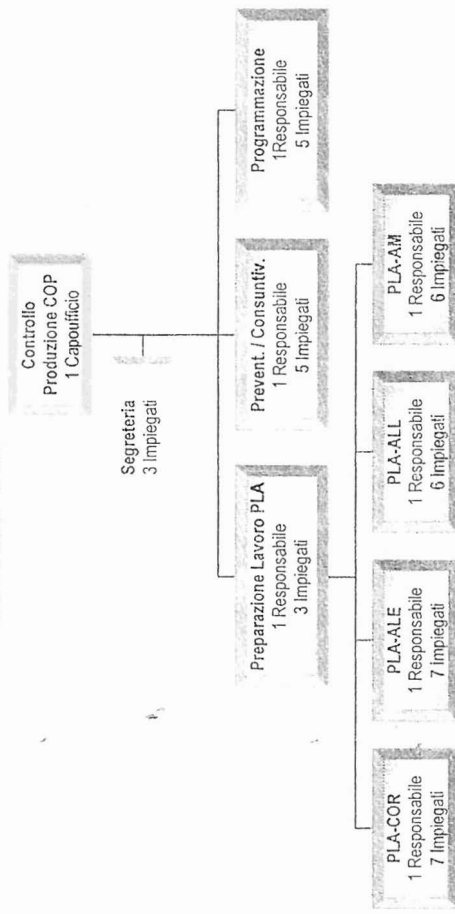 Controllo
Produzione COP
1 Capoufficio
Segreteria
3 Impiegati
Preparazione Lavoro PLA
1 Responsabile
3 Impiegati
Prevent. / Consuntiv.
1 Responsabile
5 Impiegati
Programmazione
1Responsabile
5 Impiegati
PLA-COR
1 Responsabile
7 Impiegati
PLA-ALE
1 Responsabile
7 Impiegati
PLA-ALL
1 Responsabile
6 Impiegati
PLA-AM
1 Responsabile
6 Impiegati